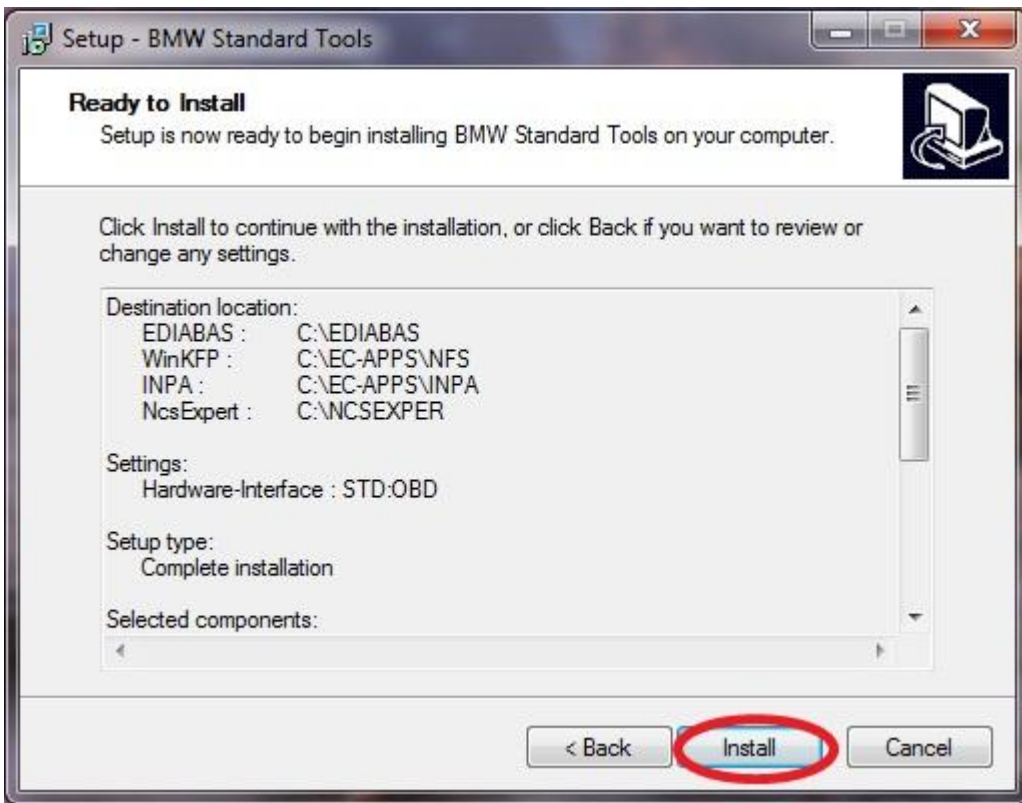 Setup - BMW Standard Tools
Ready to Install
Setup is now ready to begin installing BMW Standard Tools on your computer.
Click Install to continue with the installation, or click Back if you want to review or
change any settings.
Destination location:
EDIABAS : C:\EDIABAS
WinKFP : C:\EC-APPS\NFS
INPA : C:\EC-APPS\INPA
NcsExpert : C:\NCSEXPER
Settings:
Hardware-Interface : STD:OBD
Setup type:
Complete installation
Selected components:
< Back Install Cancel